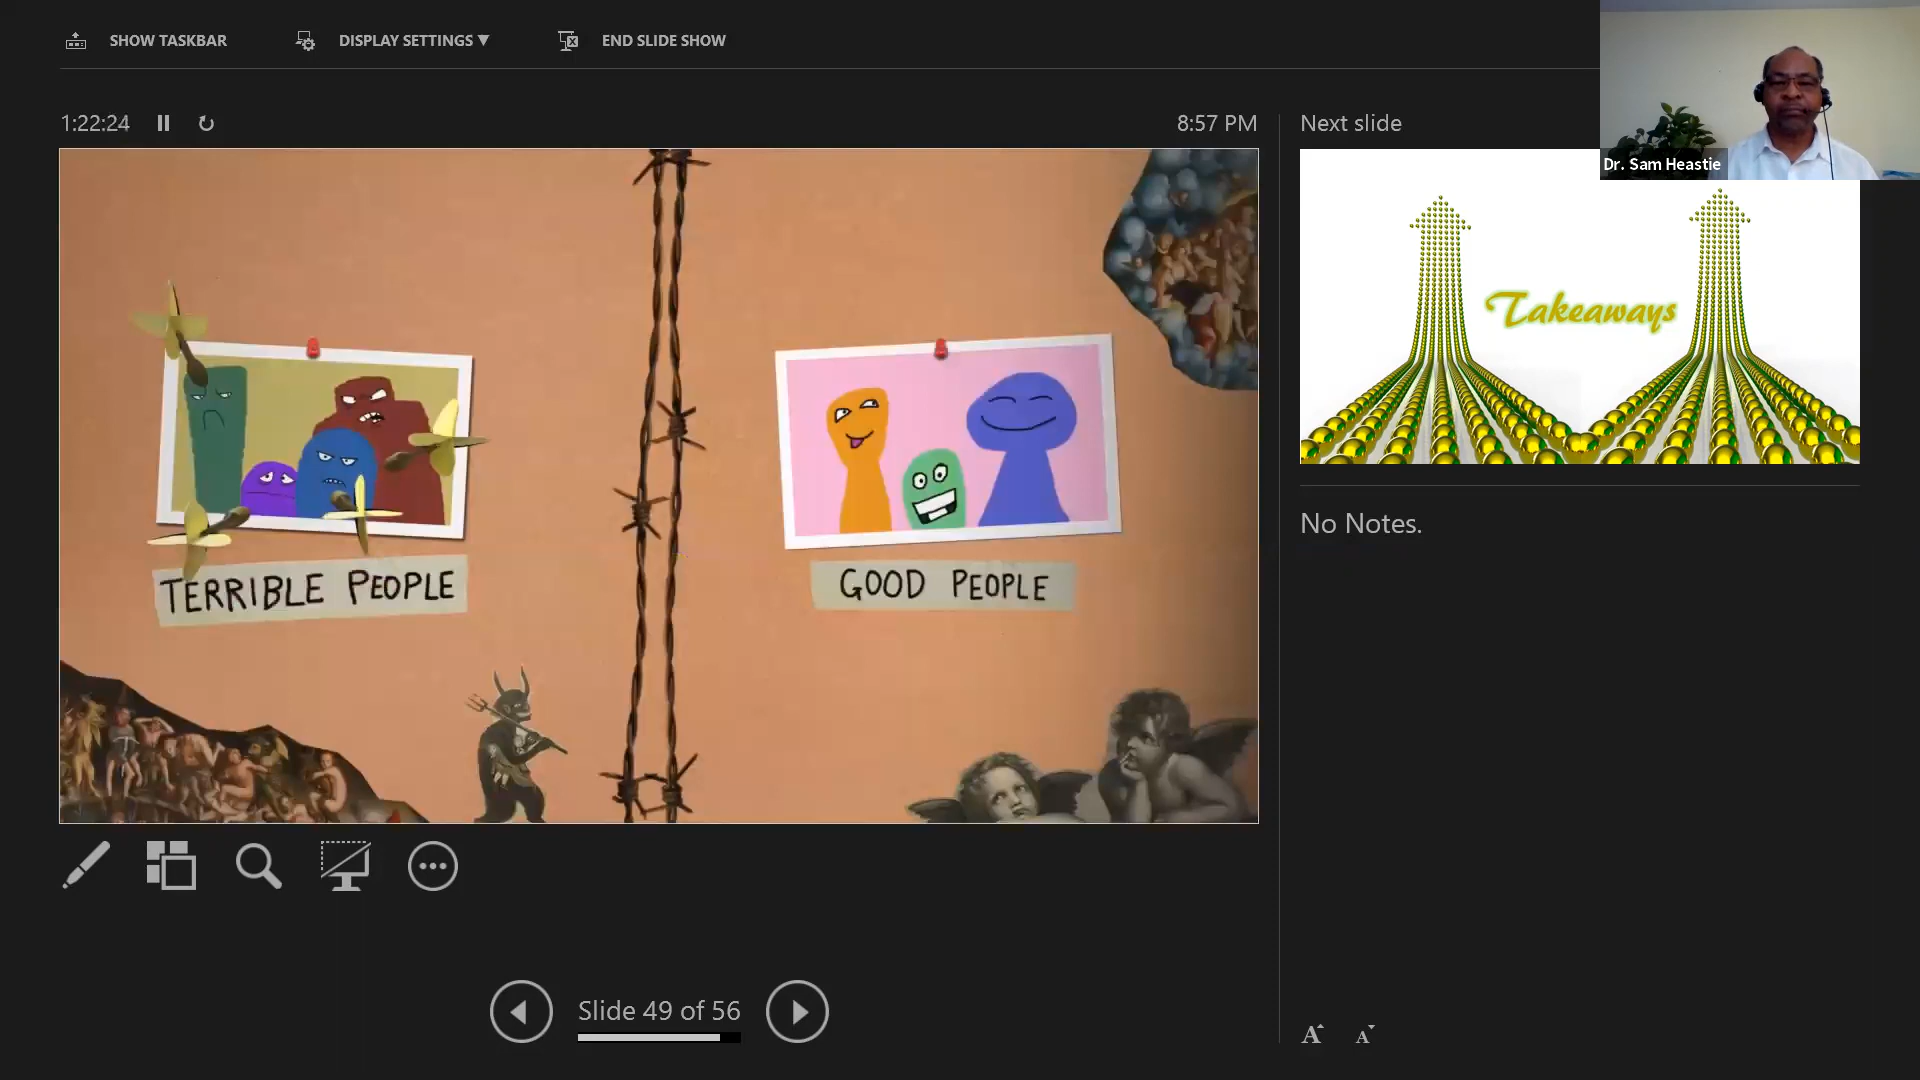 SHOW TASKBAR
DISPLAY SETTINGS ▼
END SLIDE SHOW
1:22:24
8:57 PM
Next slide
Dr. Sam Heastie
Takeaways
No Notes.
TERRIBLE PEOPLE
GOOD PEOPLE
Slide 49 of 56
A A